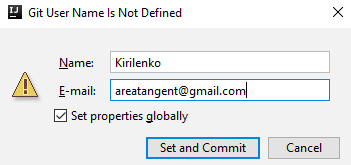 Git User Name Is Not Defined
Name: Kirilenko
E-mail: areatangent@gmail.com
Set properties globally
Set and Commit Cancel